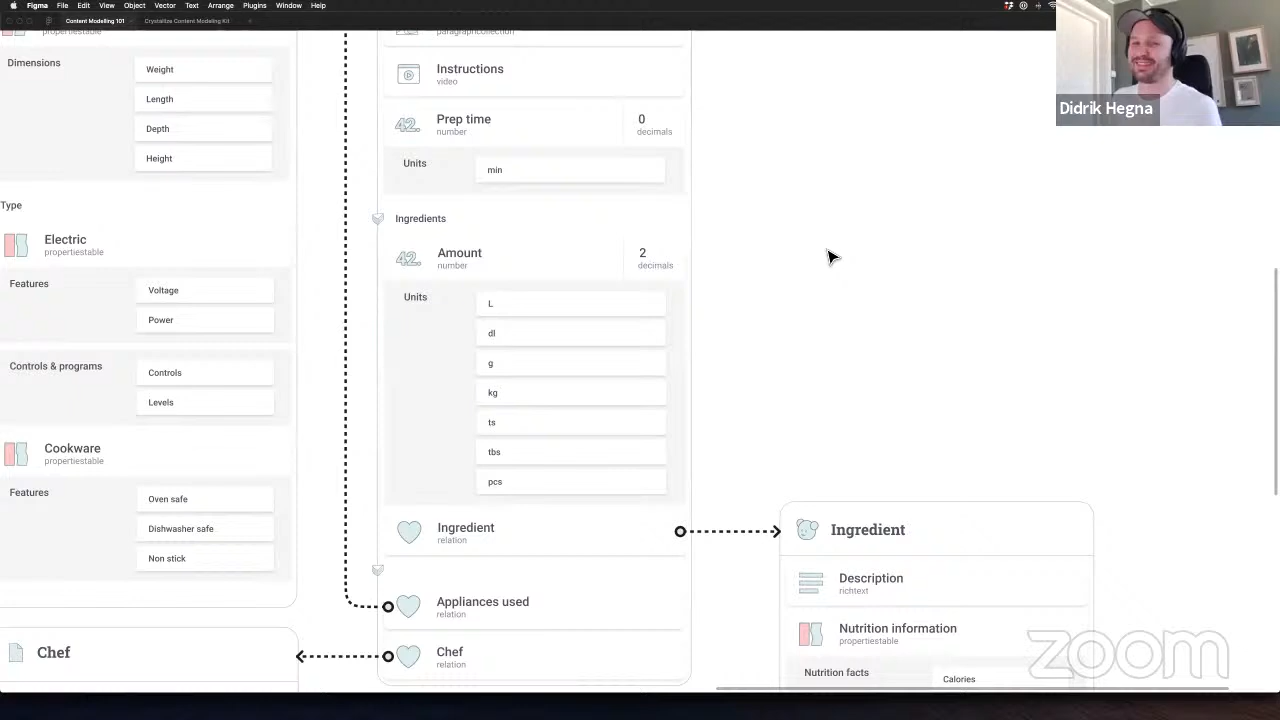 Figma File Edit View Object Vector Text Arrange Plugins Window Help
Content Modelling 101 Crystallize Content Modeling Kit
propertiestable
Dimensions
Weight
Length
Depth
Height
Type
Electric
propertiestable
Features
Voltage
Power
Controls & programs
Controls
Levels
Cookware
propertiestable
Features
Oven safe
Dishwasher safe
Non stick
Chef
paragraphcollection
Instructions
video
42. Prep time 0
number decimals
Units
min
Ingredients
42. Amount 2
number decimals
Units
L
dl
g
kg
ts
tbs
pcs
Ingredient
relation
Appliances used
relation
Chef
relation
Ingredient
Description
richtext
Nutrition information
propertiestable
Nutrition facts
Calories
Didrik Hegna
zoom